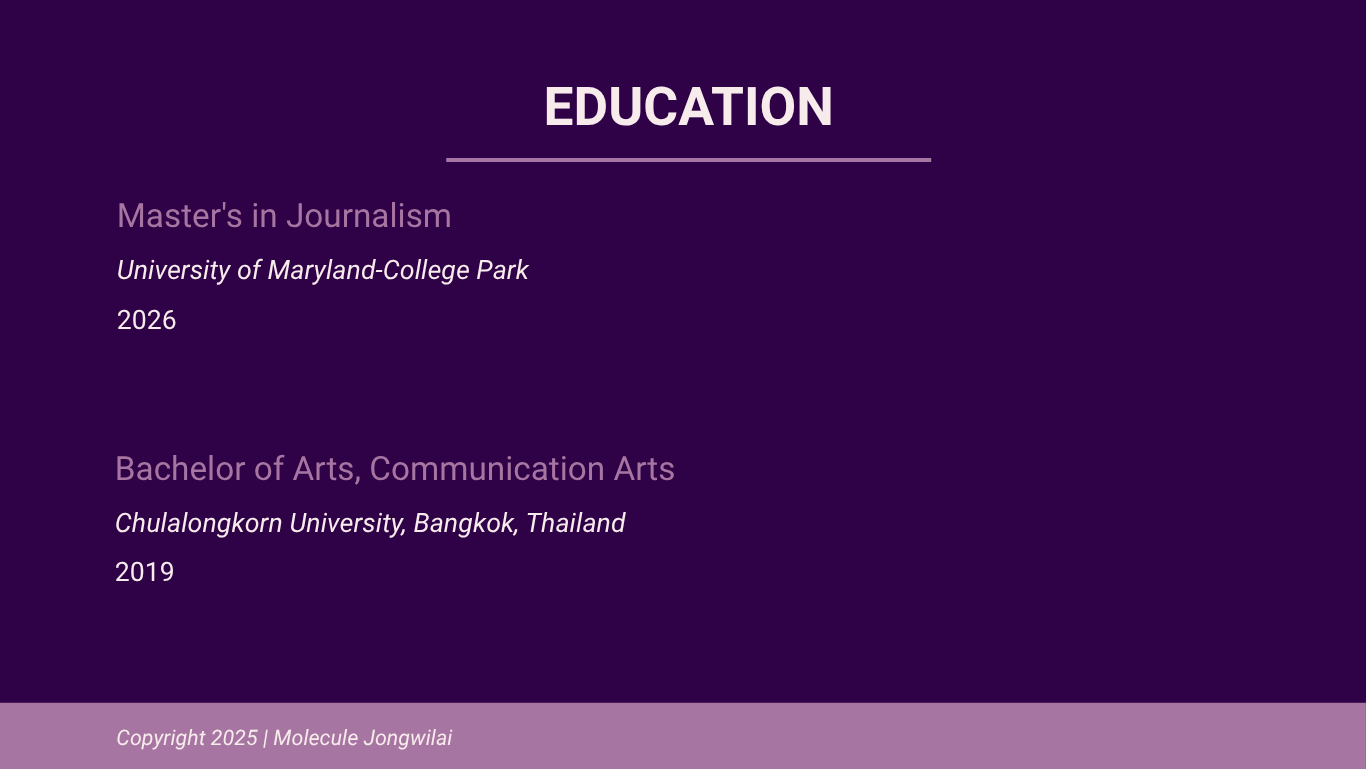 EDUCATION
Master's in Journalism
University of Maryland-College Park
2026
Bachelor of Arts, Communication Arts
Chulalongkorn University, Bangkok, Thailand
2019
Copyright 2025 | Molecule Jongwilai